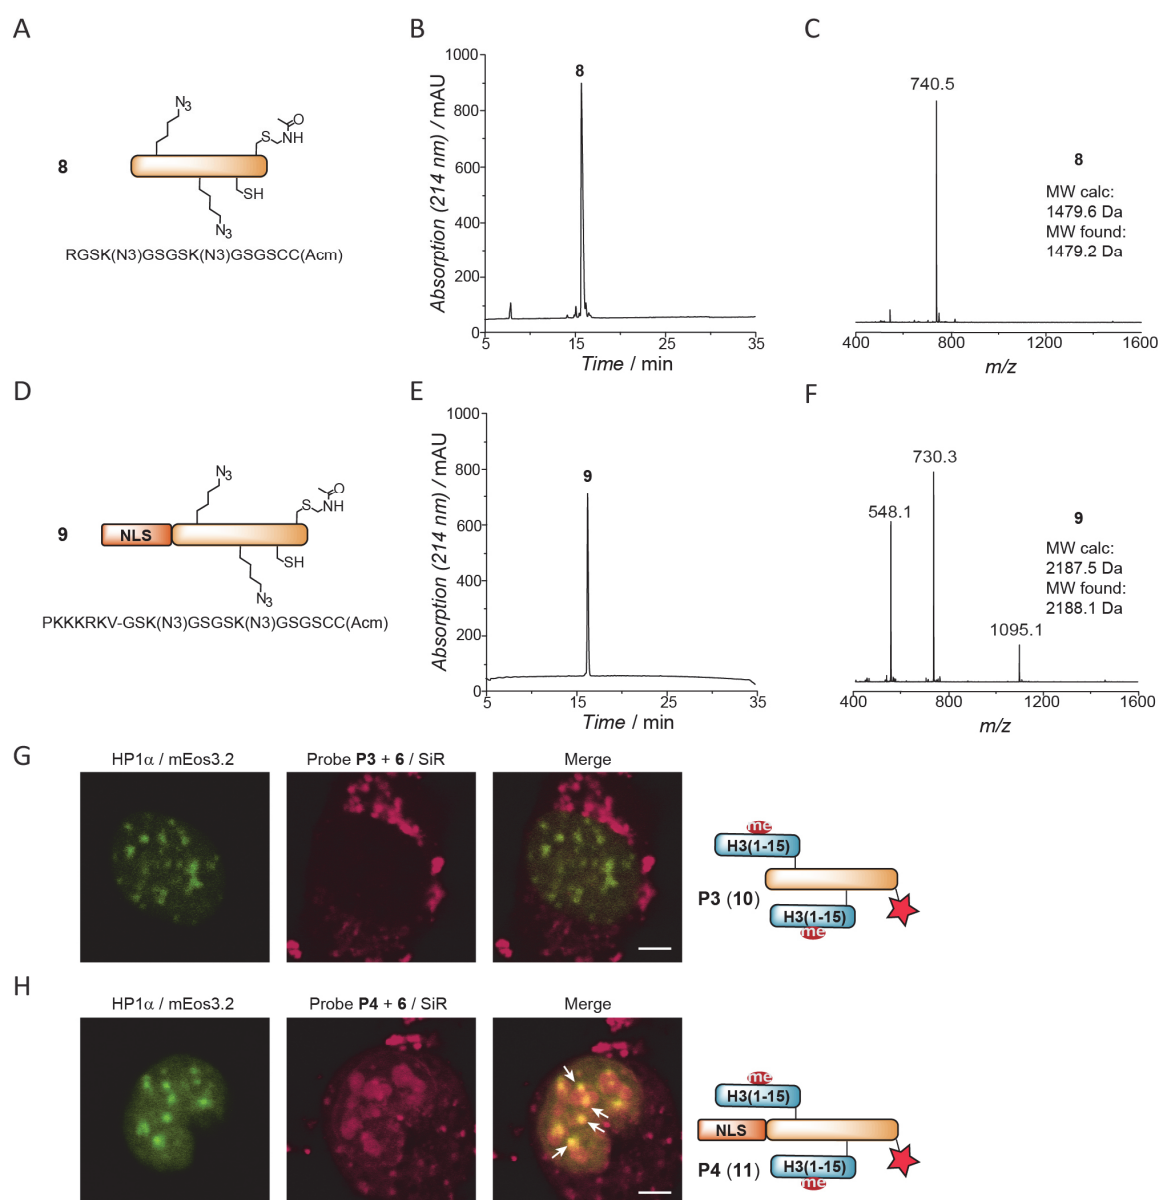 A
8
N3
S
O
NH
SH
N3
RGSK(N3)GSGSK(N3)GSGSCC(Acm)
B
Absorption (214 nm) / mAU
1000
800
600
400
200
0
8
5
15
25
35
Time / min
C
740.5
8
MW calc:
1479.6 Da
MW found:
1479.2 Da
400
800
1200
1600
m/z
D
9
NLS
N3
S
O
NH
SH
N3
PKKKRKV-GSK(N3)GSGSK(N3)GSGSCC(Acm)
E
Absorption (214 nm) / mAU
1000
800
600
400
200
0
9
5
15
25
35
Time / min
F
730.3
548.1
1095.1
9
MW calc:
2187.5 Da
MW found:
2188.1 Da
400
800
1200
1600
m/z
G
HP1α / mEos3.2
Probe P3 + 6 / SiR
Merge
me
H3(1-15)
P3 (10)
H3(1-15)
me
H
HP1α / mEos3.2
Probe P4 + 6 / SiR
Merge
me
H3(1-15)
NLS
P4 (11)
H3(1-15)
me